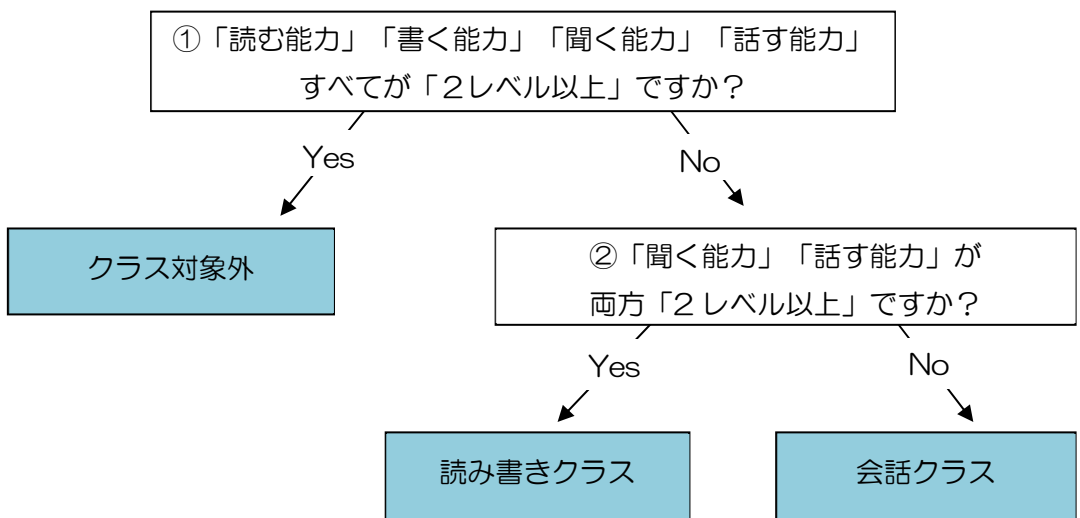 ①「読む能力」「書く能力」「聞く能力」「話す能力」
すべてが「２レベル以上」ですか？
Yes
No
クラス対象外
②「聞く能力」「話す能力」が
両方「２レベル以上」ですか？
Yes
No
読み書きクラス
会話クラス